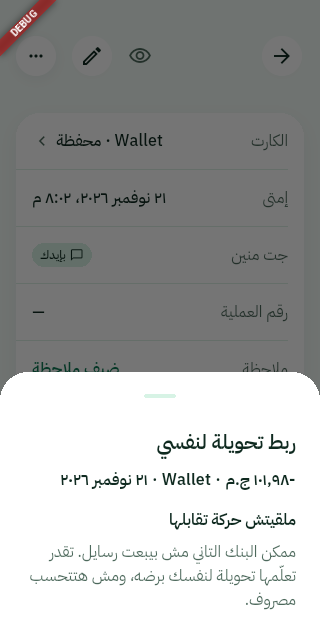 DEBUG
الكارت
Wallet · محفظة
إمتى
٢١ نوفمبر ٢٠٢٦، ٨:٠٢ م
جت منين
بإيدك
رقم العملية
—
ملاحظة
ضيف ملاحظة
ربط تحويلة لنفسي
-١٠١,٩٨ ج.م · Wallet · ٢١ نوفمبر ٢٠٢٦
ملقيتش حركة تقابلها
ممكن البنك التاني مش بيبعت رسايل. تقدر
تعلّمها تحويلة لنفسك برضه، ومش هتتحسب
مصروف.